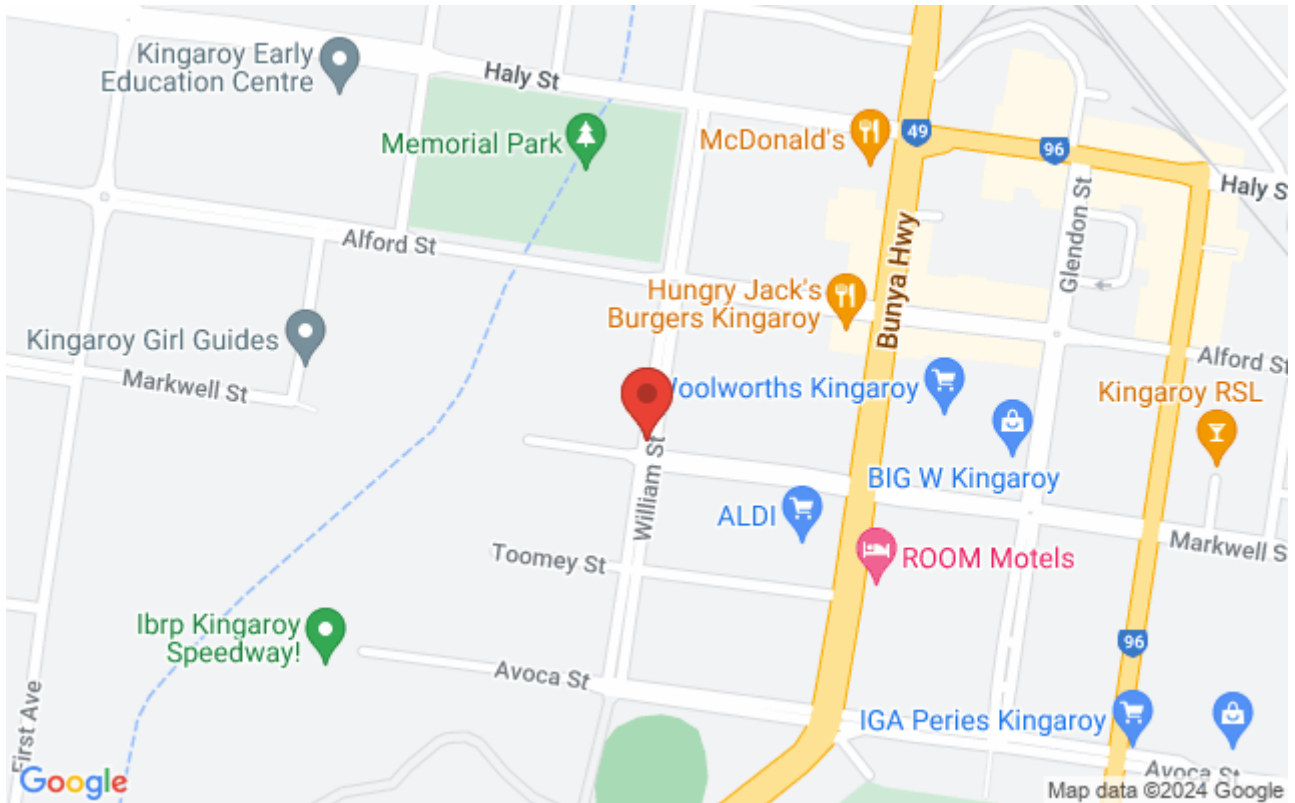 Kingaroy Early
Education Centre
Haly St
Memorial Park
McDonald's
49
96
Haly S
Glendon St
Alford St
Bunya Hwy
Hungry Jack's
Burgers Kingaroy
Kingaroy Girl Guides
Markwell St
Alford St
oolworths Kingaroy
Kingaroy RSL
William St
BIG W Kingaroy
ALDI
Markwell S
Toomey St
ROOM Motels
Ibrp Kingaroy
Speedway!
96
Avoca St
IGA Peries Kingaroy
First Ave
Avoca St
Google
Map data ©2024 Google